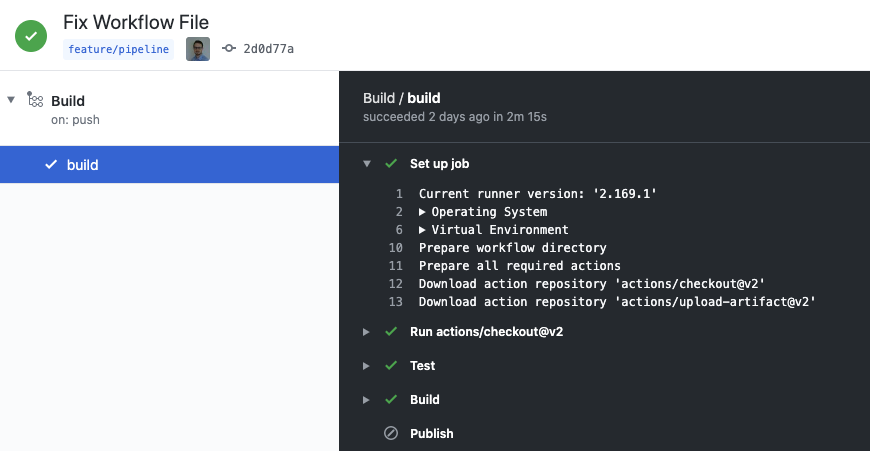 Fix Workflow File
feature/pipeline 2d0d77a
Build
on: push
build
Build / build
succeeded 2 days ago in 2m 15s
Set up job
1 Current runner version: '2.169.1'
2 Operating System
6 Virtual Environment
10 Prepare workflow directory
11 Prepare all required actions
12 Download action repository 'actions/checkout@v2'
13 Download action repository 'actions/upload-artifact@v2'
Run actions/checkout@v2
Test
Build
Publish